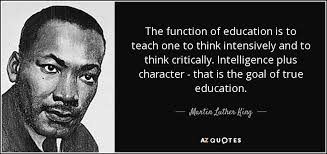 The function of education is to
teach one to think intensively and to
think critically. Intelligence plus
character - that is the goal of true
education.
Martin Luther King
AZ QUOTES